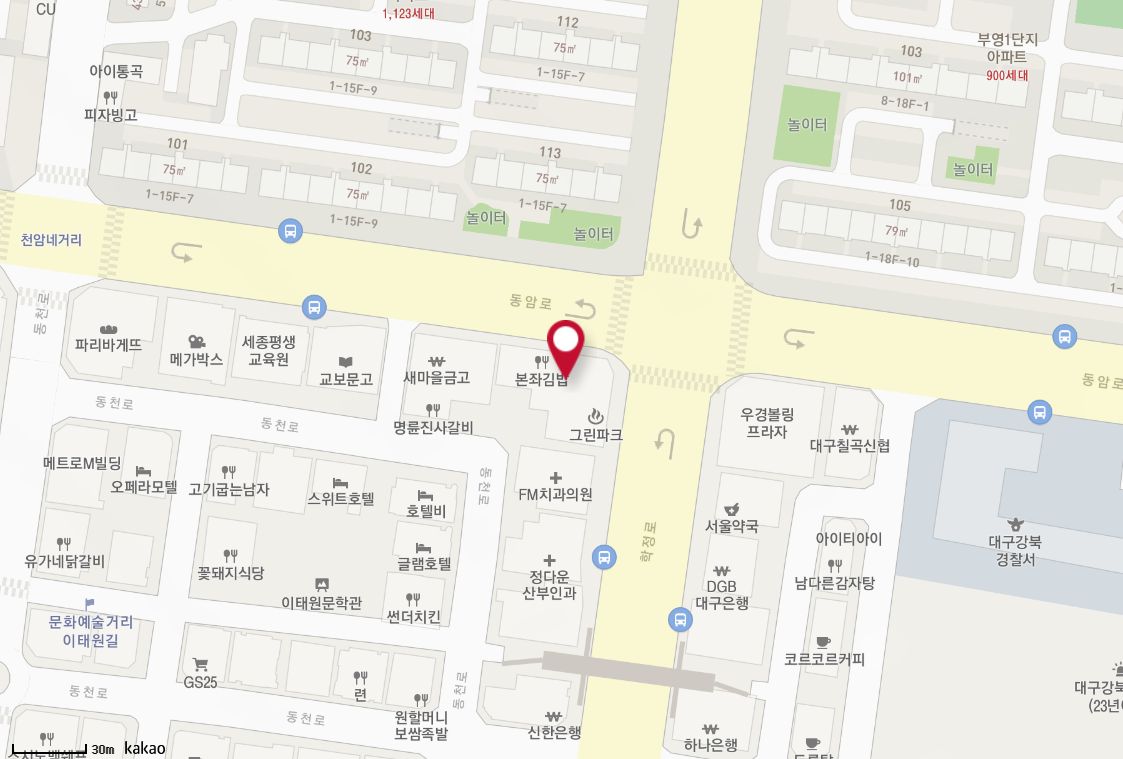 CU
1,123세대
112
75㎡
1-15F-7
103
75㎡
1-15F-9
부영1단지
아파트
900세대
103
101㎡
8-18F-1
아이통곡
피자빙고
놀이터
놀이터
101
75㎡
1-15F-7
102
75㎡
1-15F-9
113
75㎡
1-15F-7
놀이터
놀이터
105
79㎡
1-18F-10
천암네거리
동암로
동암로
동천로
파리바게뜨
메가박스
세종평생
교육원
교보문고
새마을금고
본좌김밥
명륜진사갈비
그린파크
우경볼링
프라자
대구칠곡신협
동천로
동천로
메트로M빌딩
오페라모텔
고기굽는남자
스위트호텔
호텔비
동천로
FM치과의원
서울약국
학정로
아이티아이
대구강북
경찰서
유가네닭갈비
꽃돼지식당
글램호텔
정다운
산부인과
DGB
대구은행
남다른감자탕
이태원문학관
썬더치킨
문화예술거리
이태원길
코르코르커피
GS25
련
동천로
대구강북
(23년
동천로
동천로
원할머니
보쌈족발
신한은행
하나은행
30m
kakao